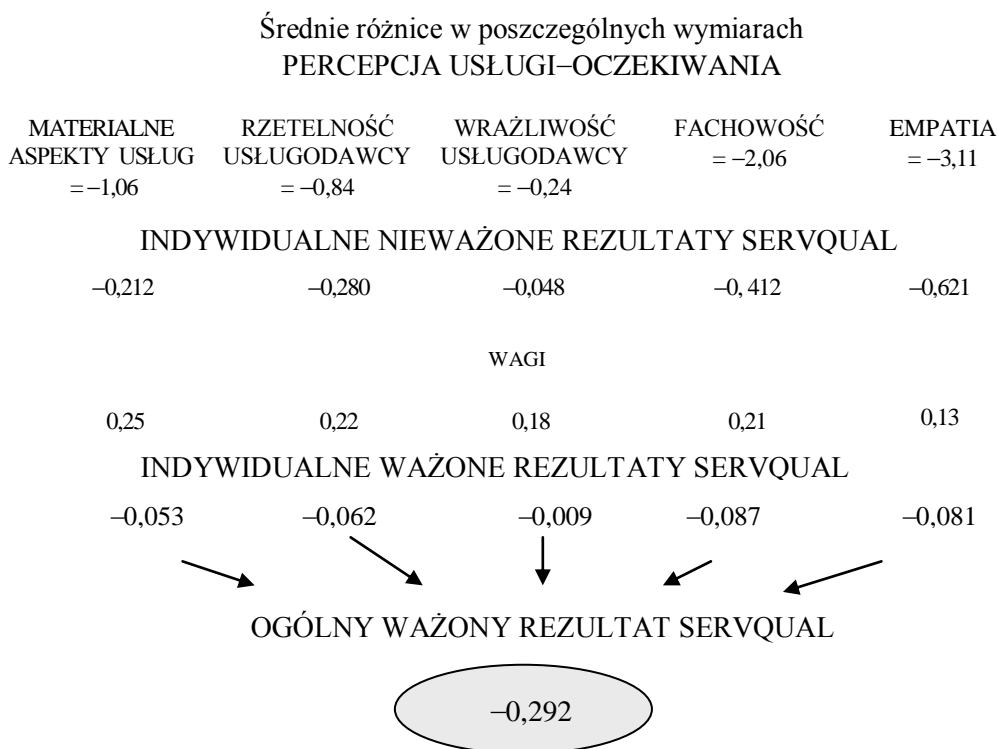 Średnie różnice w poszczególnych wymiarach
PERCEPCJA USŁUGI–OCZEKIWANIA
MATERIALNE ASPEKTY USŁUG =–1,06
RZETELNOŚĆ USŁUGODAWCY = –0,84
WRAŻLIWOŚĆ USŁUGODAWCY = –0,24
FACHOWOŚĆ = –2,06
EMPATIA = –3,11
INDYWIDUALNE NIEWAŻONE REZULTATY SERVQUAL
–0,212 –0,280 –0,048 –0, 412 –0,621
WAGI
0,25 0,22 0,18 0,21 0,13
INDYWIDUALNE WAŻONE REZULTATY SERVQUAL
–0,053 –0,062 –0,009 –0,087 –0,081
OGÓLNY WAŻONY REZULTAT SERVQUAL
–0,292